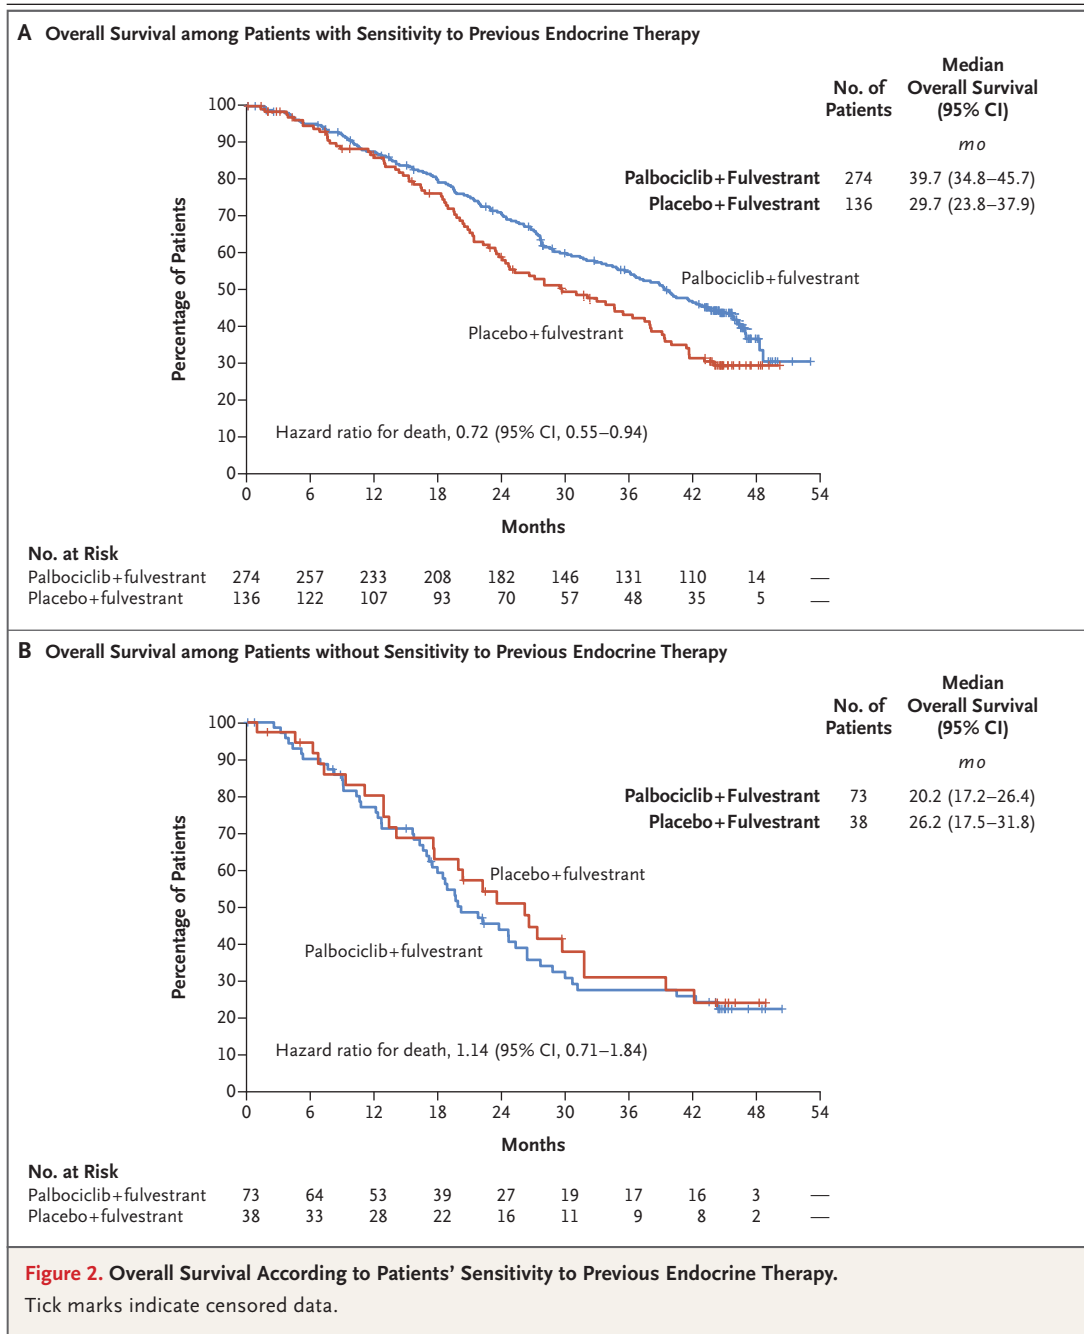 A Overall Survival among Patients with Sensitivity to Previous Endocrine Therapy
No. of Patients Median Overall Survival (95% CI)
mo
Palbociclib+Fulvestrant 274 39.7 (34.8–45.7)
Placebo+Fulvestrant 136 29.7 (23.8–37.9)
Percentage of Patients
100
90
80
70
60
50
40
30
20
10
0
Palbociclib+fulvestrant
Placebo+fulvestrant
Hazard ratio for death, 0.72 (95% CI, 0.55–0.94)
0 6 12 18 24 30 36 42 48 54
Months
No. at Risk
Palbociclib+fulvestrant 274 257 233 208 182 146 131 110 14 —
Placebo+fulvestrant 136 122 107 93 70 57 48 35 5 —
B Overall Survival among Patients without Sensitivity to Previous Endocrine Therapy
No. of Patients Median Overall Survival (95% CI)
mo
Palbociclib+Fulvestrant 73 20.2 (17.2–26.4)
Placebo+Fulvestrant 38 26.2 (17.5–31.8)
Percentage of Patients
100
90
80
70
60
50
40
30
20
10
0
Placebo+fulvestrant
Palbociclib+fulvestrant
Hazard ratio for death, 1.14 (95% CI, 0.71–1.84)
0 6 12 18 24 30 36 42 48 54
Months
No. at Risk
Palbociclib+fulvestrant 73 64 53 39 27 19 17 16 3 —
Placebo+fulvestrant 38 33 28 22 16 11 9 8 2 —
Figure 2. Overall Survival According to Patients’ Sensitivity to Previous Endocrine Therapy.
Tick marks indicate censored data.